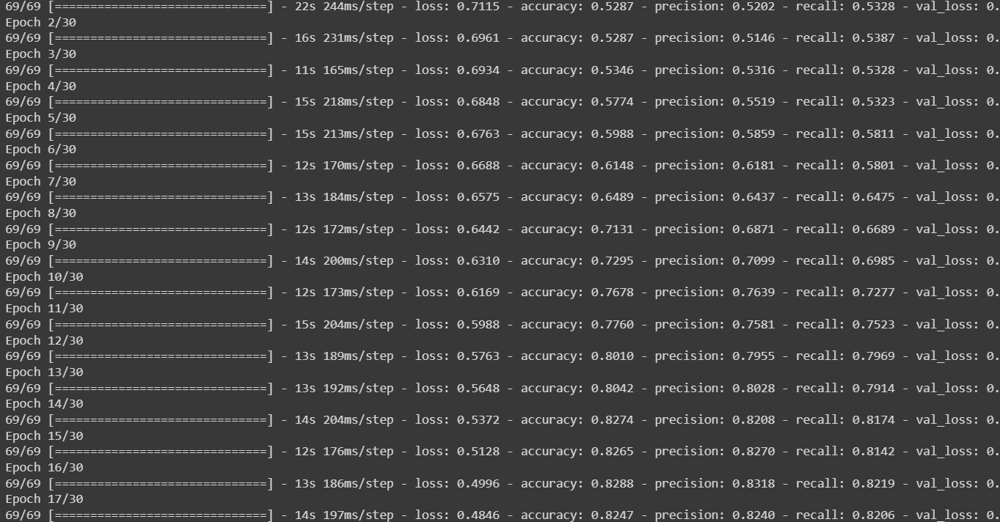 69/69 [==============================] - 22s 244ms/step - loss: 0.7115 - accuracy: 0.5287 - precision: 0.5202 - recall: 0.5328 - val_loss: 0.
Epoch 2/30
69/69 [==============================] - 16s 231ms/step - loss: 0.6961 - accuracy: 0.5287 - precision: 0.5146 - recall: 0.5387 - val_loss: 0.
Epoch 3/30
69/69 [==============================] - 11s 165ms/step - loss: 0.6934 - accuracy: 0.5346 - precision: 0.5316 - recall: 0.5328 - val_loss: 0.
Epoch 4/30
69/69 [==============================] - 15s 218ms/step - loss: 0.6848 - accuracy: 0.5774 - precision: 0.5519 - recall: 0.5323 - val_loss: 0.
Epoch 5/30
69/69 [==============================] - 15s 213ms/step - loss: 0.6763 - accuracy: 0.5988 - precision: 0.5859 - recall: 0.5811 - val_loss: 0.
Epoch 6/30
69/69 [==============================] - 12s 170ms/step - loss: 0.6688 - accuracy: 0.6148 - precision: 0.6181 - recall: 0.5801 - val_loss: 0.
Epoch 7/30
69/69 [==============================] - 13s 184ms/step - loss: 0.6575 - accuracy: 0.6489 - precision: 0.6437 - recall: 0.6475 - val_loss: 0.
Epoch 8/30
69/69 [==============================] - 12s 172ms/step - loss: 0.6442 - accuracy: 0.7131 - precision: 0.6871 - recall: 0.6689 - val_loss: 0.
Epoch 9/30
69/69 [==============================] - 14s 200ms/step - loss: 0.6310 - accuracy: 0.7295 - precision: 0.7099 - recall: 0.6985 - val_loss: 0.
Epoch 10/30
69/69 [==============================] - 12s 173ms/step - loss: 0.6169 - accuracy: 0.7678 - precision: 0.7639 - recall: 0.7277 - val_loss: 0.
Epoch 11/30
69/69 [==============================] - 15s 204ms/step - loss: 0.5988 - accuracy: 0.7760 - precision: 0.7581 - recall: 0.7523 - val_loss: 0.
Epoch 12/30
69/69 [==============================] - 13s 189ms/step - loss: 0.5763 - accuracy: 0.8010 - precision: 0.7955 - recall: 0.7969 - val_loss: 0.
Epoch 13/30
69/69 [==============================] - 13s 192ms/step - loss: 0.5648 - accuracy: 0.8042 - precision: 0.8028 - recall: 0.7914 - val_loss: 0.
Epoch 14/30
69/69 [==============================] - 14s 204ms/step - loss: 0.5372 - accuracy: 0.8274 - precision: 0.8208 - recall: 0.8174 - val_loss: 0.
Epoch 15/30
69/69 [==============================] - 12s 176ms/step - loss: 0.5128 - accuracy: 0.8265 - precision: 0.8270 - recall: 0.8142 - val_loss: 0.
Epoch 16/30
69/69 [==============================] - 13s 186ms/step - loss: 0.4996 - accuracy: 0.8288 - precision: 0.8318 - recall: 0.8219 - val_loss: 0.
Epoch 17/30
69/69 [==============================] - 14s 197ms/step - loss: 0.4846 - accuracy: 0.8247 - precision: 0.8240 - recall: 0.8206 - val_loss: 0.